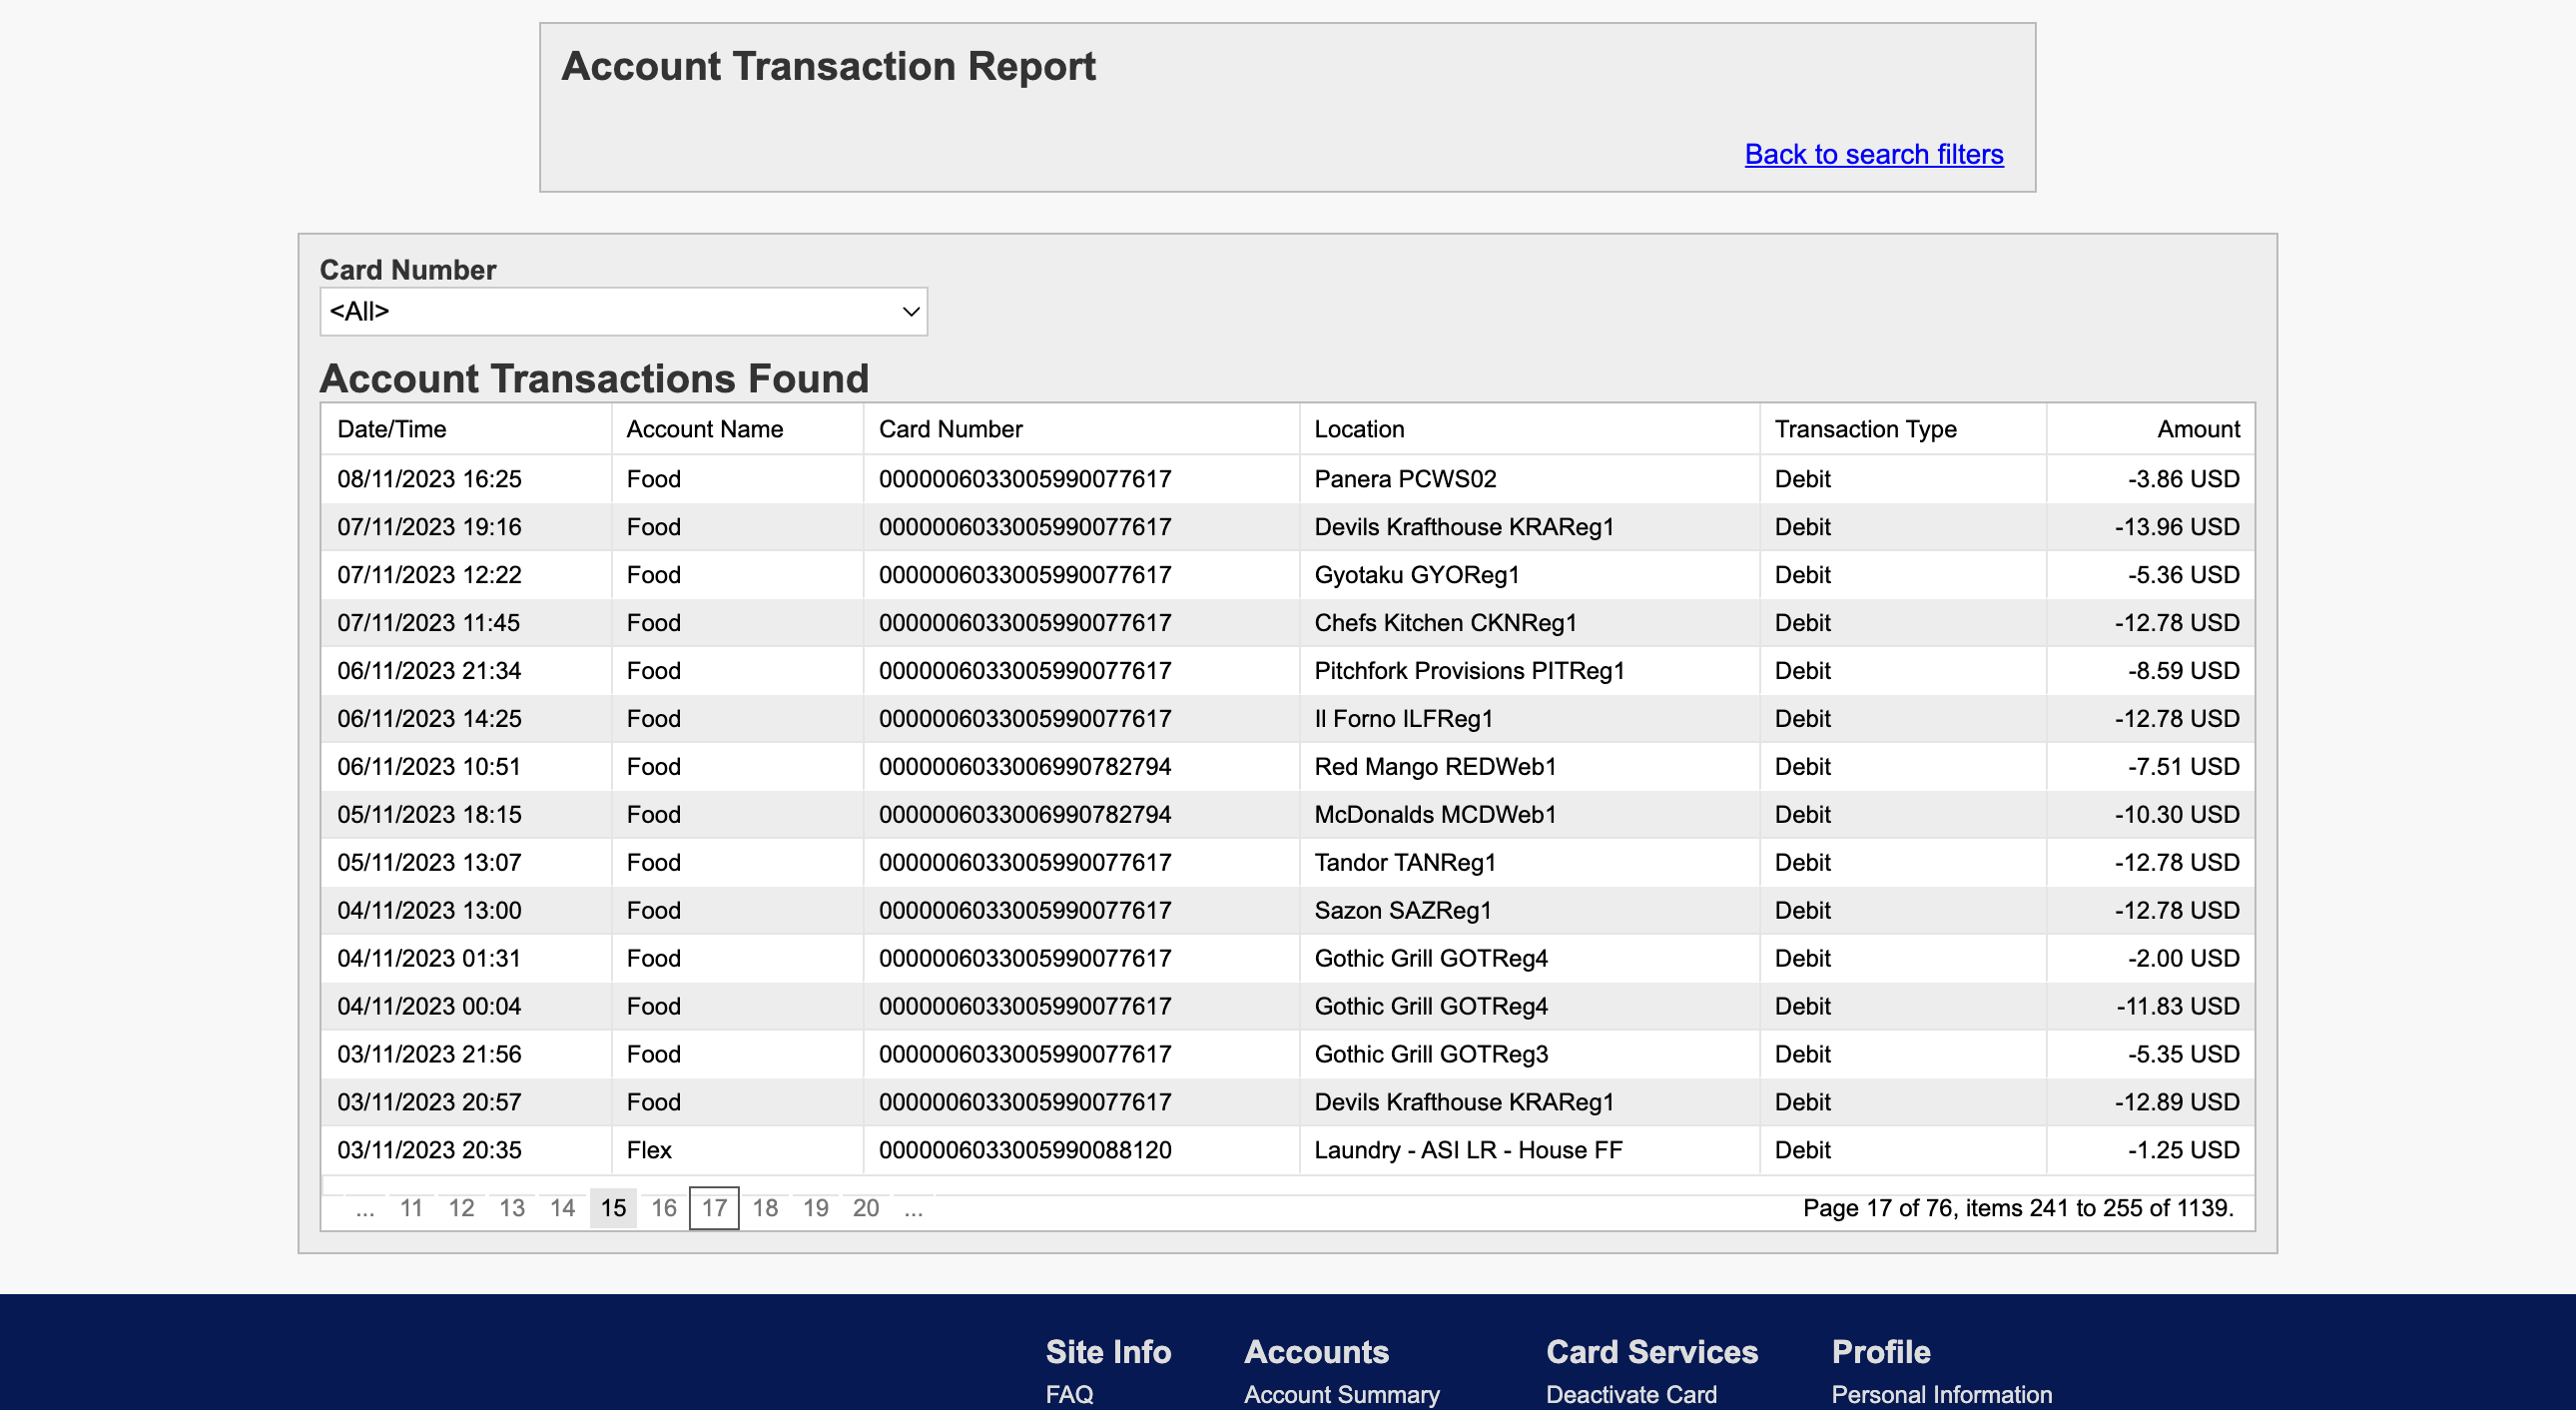 Account Transaction Report
Back to search filters
Card Number
<All>
Account Transactions Found
Date/Time Account Name Card Number Location Transaction Type Amount
08/11/2023 16:25 Food 0000006033005990077617 Panera PCWS02 Debit -3.86 USD
07/11/2023 19:16 Food 0000006033005990077617 Devils Krafthouse KRAReg1 Debit -13.96 USD
07/11/2023 12:22 Food 0000006033005990077617 Gyotaku GYOReg1 Debit -5.36 USD
07/11/2023 11:45 Food 0000006033005990077617 Chefs Kitchen CKNReg1 Debit -12.78 USD
06/11/2023 21:34 Food 0000006033005990077617 Pitchfork Provisions PITReg1 Debit -8.59 USD
06/11/2023 14:25 Food 0000006033005990077617 Il Forno ILFReg1 Debit -12.78 USD
06/11/2023 10:51 Food 0000006033006990782794 Red Mango REDWeb1 Debit -7.51 USD
05/11/2023 18:15 Food 0000006033006990782794 McDonalds MCDWeb1 Debit -10.30 USD
05/11/2023 13:07 Food 0000006033005990077617 Tandor TANReg1 Debit -12.78 USD
04/11/2023 13:00 Food 0000006033005990077617 Sazon SAZReg1 Debit -12.78 USD
04/11/2023 01:31 Food 0000006033005990077617 Gothic Grill GOTReg4 Debit -2.00 USD
04/11/2023 00:04 Food 0000006033005990077617 Gothic Grill GOTReg4 Debit -11.83 USD
03/11/2023 21:56 Food 0000006033005990077617 Gothic Grill GOTReg3 Debit -5.35 USD
03/11/2023 20:57 Food 0000006033005990077617 Devils Krafthouse KRAReg1 Debit -12.89 USD
03/11/2023 20:35 Flex 0000006033005990088120 Laundry - ASI LR - House FF Debit -1.25 USD
... 11 12 13 14 15 16 17 18 19 20 ... Page 17 of 76, items 241 to 255 of 1139.
Site Info Accounts Card Services Profile
FAQ Account Summary Deactivate Card Personal Information